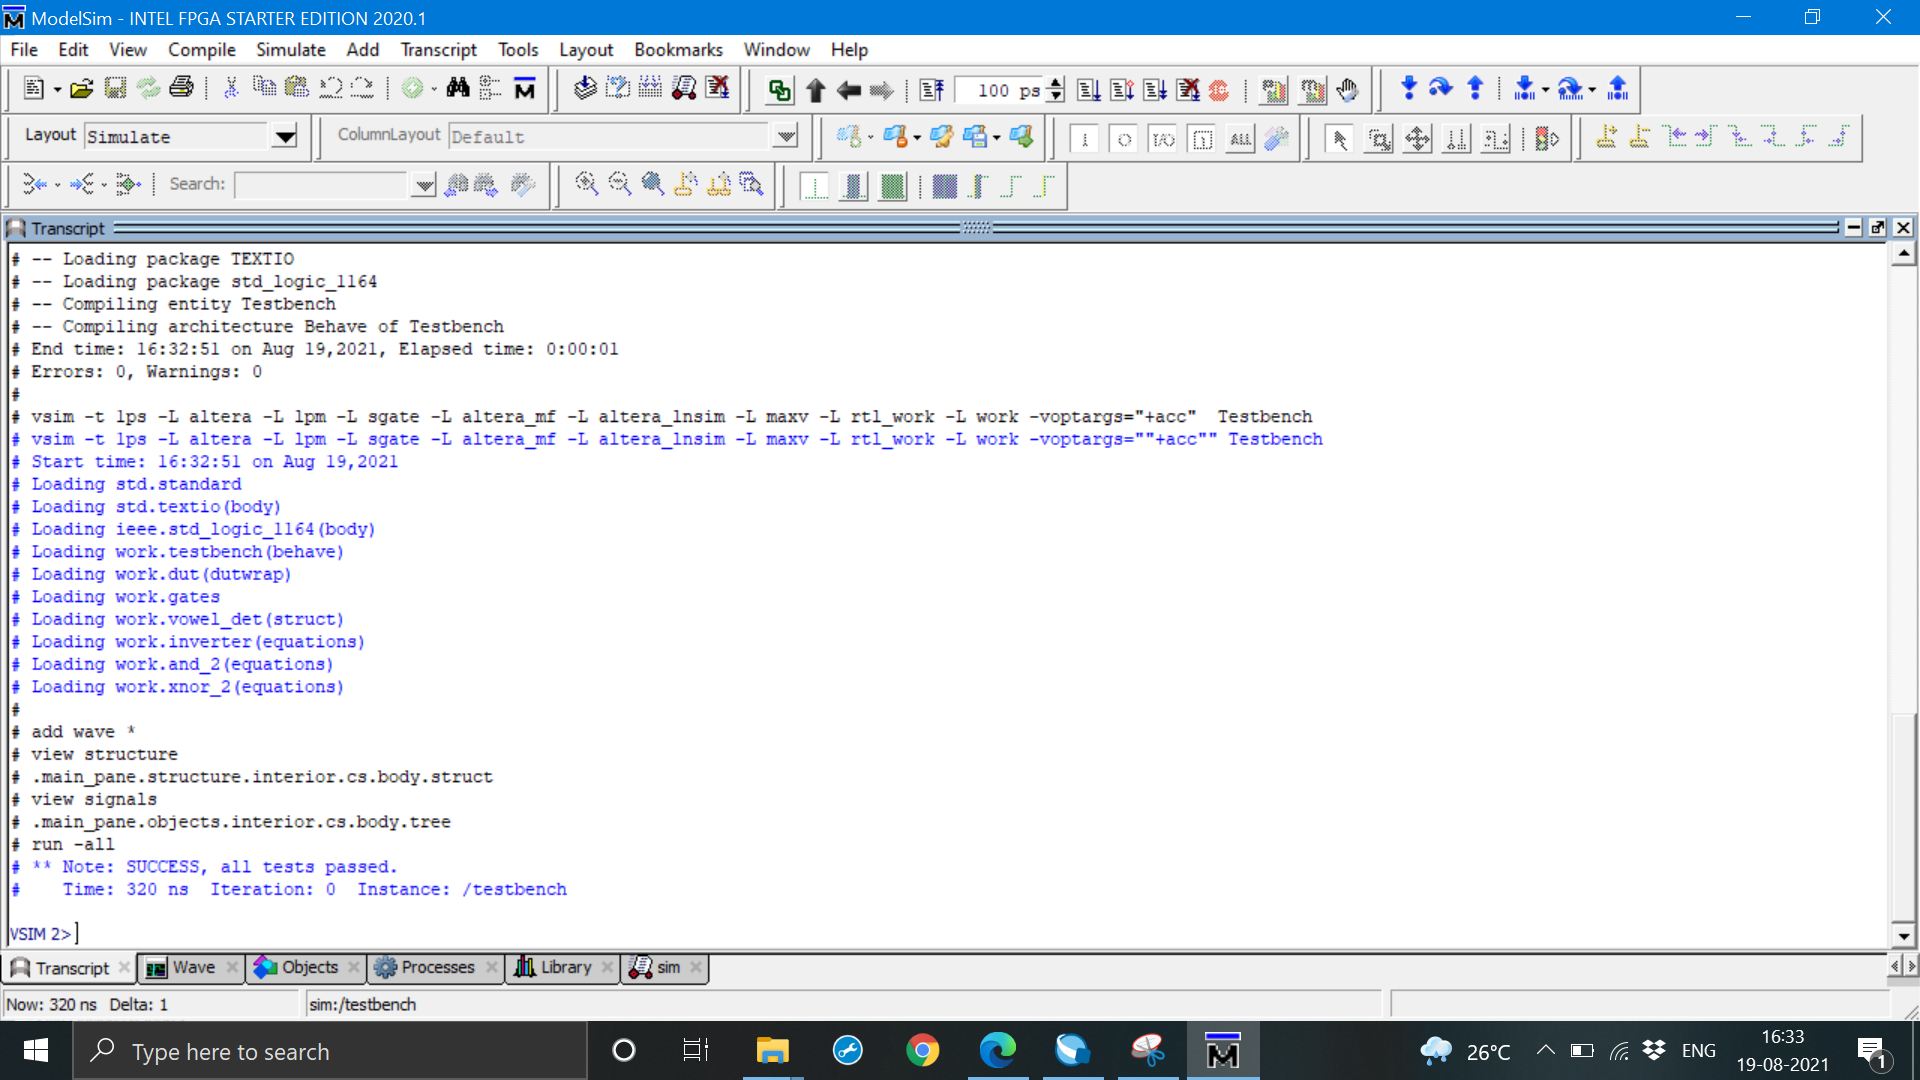 ModelSim - INTEL FPGA STARTER EDITION 2020.1
File Edit View Compile Simulate Add Transcript Tools Layout Bookmarks Window Help
100 ps
Layout Simulate ColumnLayout Default ALL
Search:
Transcript
# -- Loading package TEXTIO
# -- Loading package std_logic_1164
# -- Compiling entity Testbench
# -- Compiling architecture Behave of Testbench
# End time: 16:32:51 on Aug 19,2021, Elapsed time: 0:00:01
# Errors: 0, Warnings: 0
#
# vsim -t 1ps -L altera -L lpm -L sgate -L altera_mf -L altera_lnsim -L maxv -L rtl_work -L work -voptargs="+acc"  Testbench
# vsim -t 1ps -L altera -L lpm -L sgate -L altera_mf -L altera_lnsim -L maxv -L rtl_work -L work -voptargs=""+acc"" Testbench
# Start time: 16:32:51 on Aug 19,2021
# Loading std.standard
# Loading std.textio(body)
# Loading ieee.std_logic_1164(body)
# Loading work.testbench(behave)
# Loading work.dut(dutwrap)
# Loading work.gates
# Loading work.vowel_det(struct)
# Loading work.inverter(equations)
# Loading work.and_2(equations)
# Loading work.xnor_2(equations)
#
# add wave *
# view structure
# .main_pane.structure.interior.cs.body.struct
# view signals
# .main_pane.objects.interior.cs.body.tree
# run -all
# ** Note: SUCCESS, all tests passed.
#    Time: 320 ns  Iteration: 0  Instance: /testbench
VSIM 2>
Transcript Wave Objects Processes Library sim
Now: 320 ns Delta: 1 sim:/testbench
Type here to search 26°C ENG 16:33
19-08-2021 1